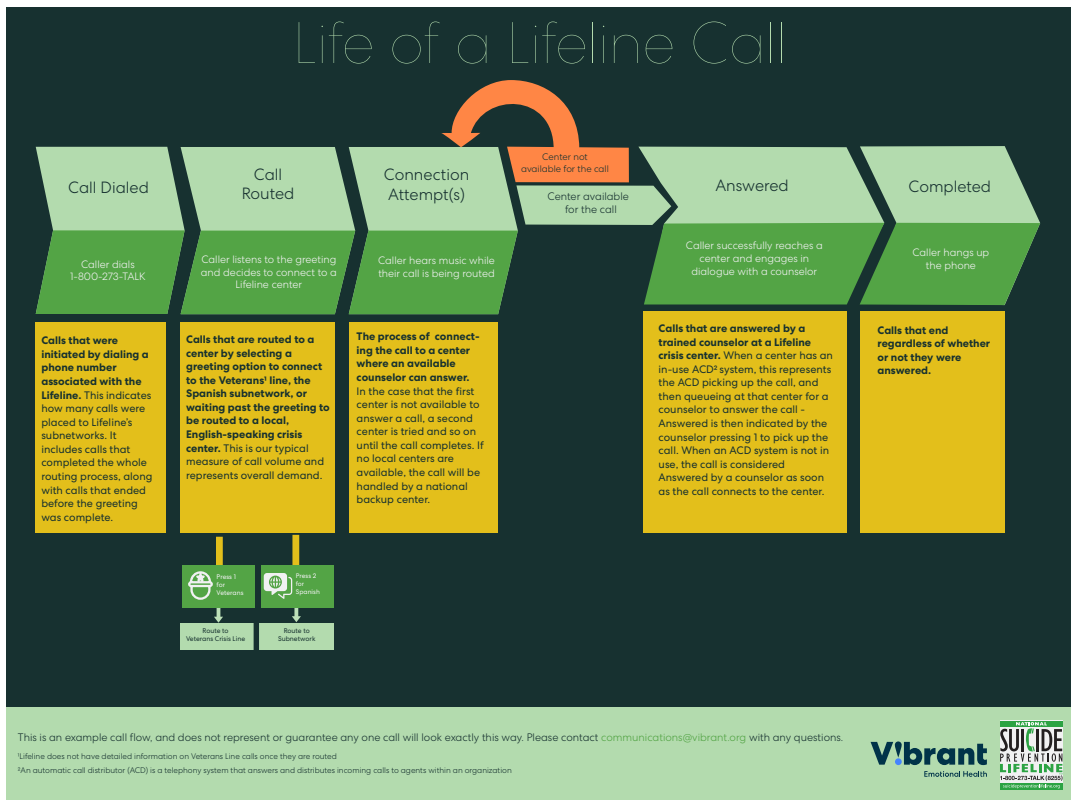 Life of a Lifeline Call
Call Dialed
Caller dials
1-800-273-TALK
Calls that were
initiated by dialing a
phone number
associated with the
Lifeline. This indicates
how many calls were
placed to Lifeline's
subnetworks. It
includes calls that
completed the whole
routing process, along
with calls that ended
before the greeting
was complete.
Call
Routed
Caller listens to the greeting
and decides to connect to a
Lifeline center
Calls that are routed to a
center by selecting a
greeting option to connect
to the Veterans¹ line, the
Spanish subnetwork, or
waiting past the greeting to
be routed to a local,
English-speaking crisis
center. This is our typical
measure of call volume and
represents overall demand.
Press 1
for
Veterans
Route to
Veterans Crisis Line
Press 2
for
Spanish
Route to
Subnetwork
Connection
Attempt(s)
Caller hears music while
their call is being routed
The process of connect-
ing the call to a center
where an available
counselor can answer.
In the case that the first
center is not available to
answer a call, a second
center is tried and so on
until the call completes. If
no local centers are
available, the call will be
handled by a national
backup center.
Center not
available for the call
Center available
for the call
Answered
Caller successfully reaches a
center and engages in
dialogue with a counselor
Calls that are answered by a
trained counselor at a Lifeline
crisis center. When a center has an
in-use ACD² system, this represents
the ACD picking up the call, and
then queueing at that center for a
counselor to answer the call -
Answered is then indicated by the
counselor pressing 1 to pick up the
call. When an ACD system is not in
use, the call is considered
Answered by a counselor as soon
as the call connects to the center.
Completed
Caller hangs up
the phone
Calls that end
regardless of whether
or not they were
answered.
This is an example call flow, and does not represent or guarantee any one call will look exactly this way. Please contact communications@vibrant.org with any questions.
¹Lifeline does not have detailed information on Veterans Line calls once they are routed
²An automatic call distributor (ACD) is a telephony system that answers and distributes incoming calls to agents within an organization
V!brant
Emotional Health
NATIONAL
SUICIDE
PREVENTION
LIFELINE
1-800-273-TALK (8255)
suicidepreventionlifeline.org